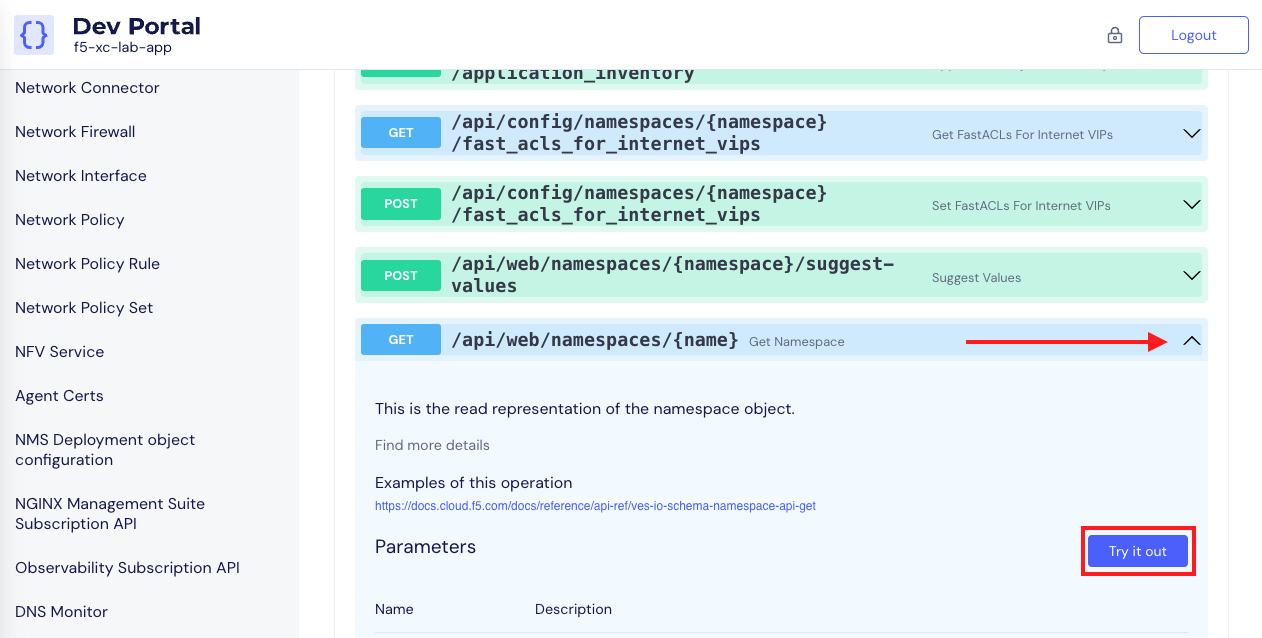 {}
Dev Portal
f5-xc-lab-app
Logout
Network Connector
Network Firewall
Network Interface
Network Policy
Network Policy Rule
Network Policy Set
NFV Service
Agent Certs
NMS Deployment object
configuration
NGINX Management Suite
Subscription API
Observability Subscription API
DNS Monitor
/application_inventory
GET
/api/config/namespaces/{namespace}
/fast_acls_for_internet_vips
Get FastACLs For Internet VIPs
POST
/api/config/namespaces/{namespace}
/fast_acls_for_internet_vips
Set FastACLs For Internet VIPs
POST
/api/web/namespaces/{namespace}/suggest-
values
Suggest Values
GET
/api/web/namespaces/{name}
Get Namespace
This is the read representation of the namespace object.
Find more details
Examples of this operation
https://docs.cloud.f5.com/docs/reference/api-ref/ves-io-schema-namespace-api-get
Parameters
Try it out
Name
Description